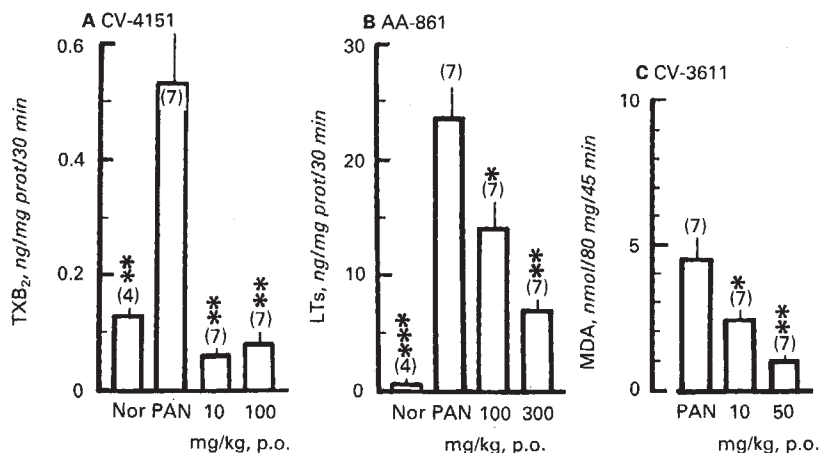 A CV-4151
TXB₂, ng/mg prot/30 min
0.6
0.4
0.2
0
**
(4)
(7)
**
(7)
**
(7)
Nor PAN 10 100
mg/kg, p.o.
B AA-861
LTs, ng/mg prot/30 min
30
20
10
0
***
(4)
(7)
*
(7)
**
(7)
Nor PAN 100 300
mg/kg, p.o.
C CV-3611
MDA, nmol/80 mg/45 min
10
5
0
(7)
*
(7)
**
(7)
PAN 10 50
mg/kg, p.o.